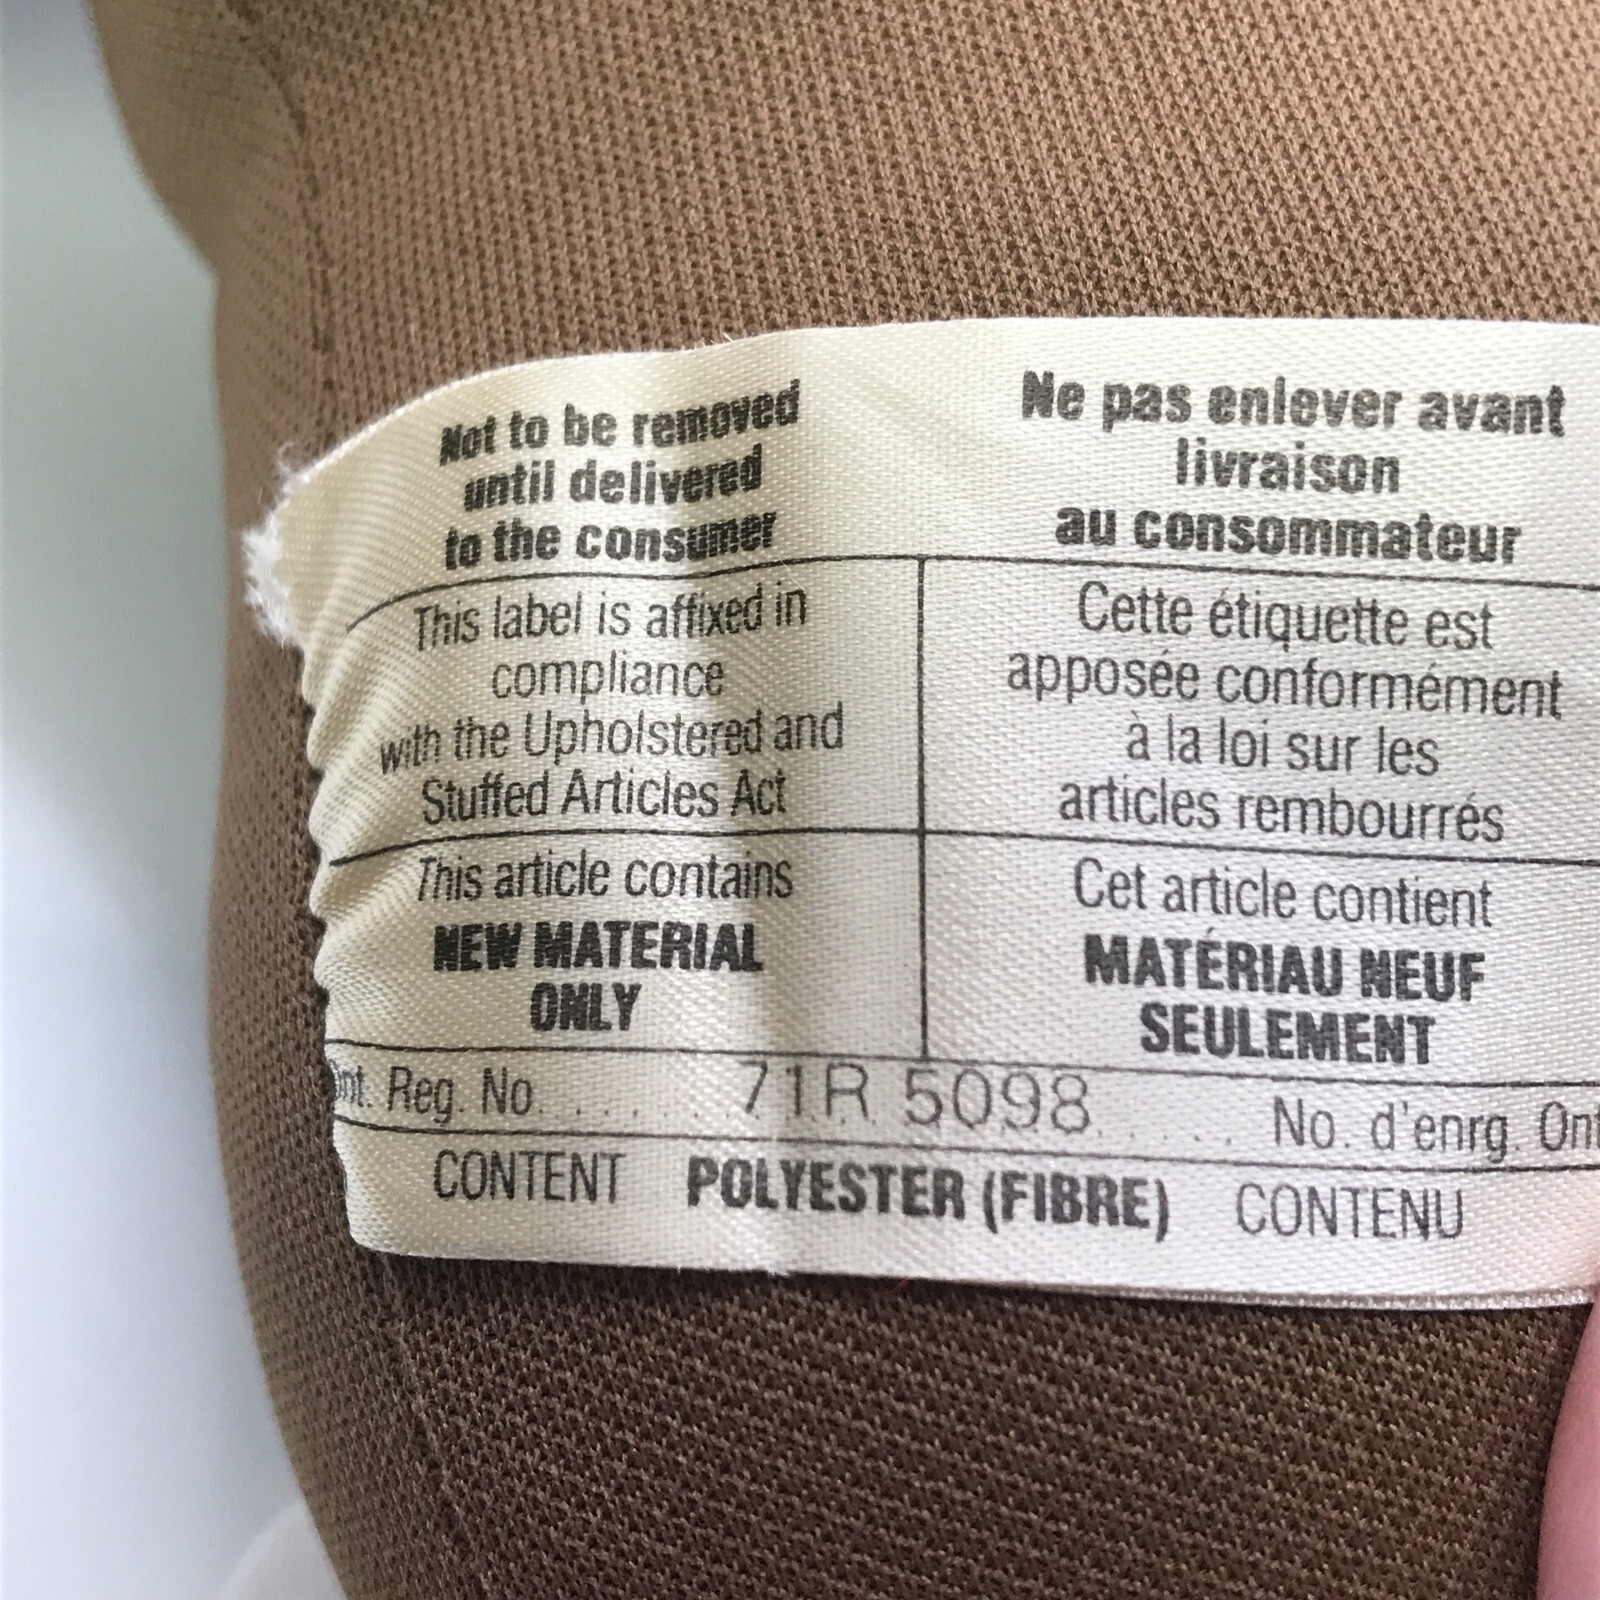 Not to be removed
until delivered
to the consumer
Ne pas enlever avant
livraison
au consommateur
This label is affixed in
compliance
with the Upholstered and
Stuffed Articles Act
Cette étiquette est
apposée conformément
à la loi sur les
articles rembourrés
This article contains
NEW MATERIAL
ONLY
Cet article contient
MATÉRIAU NEUF
SEULEMENT
Ont. Reg. No. . . . . . . 71R 5098 . . . . . No. d'enrg. Ont
CONTENT POLYESTER (FIBRE) CONTENU